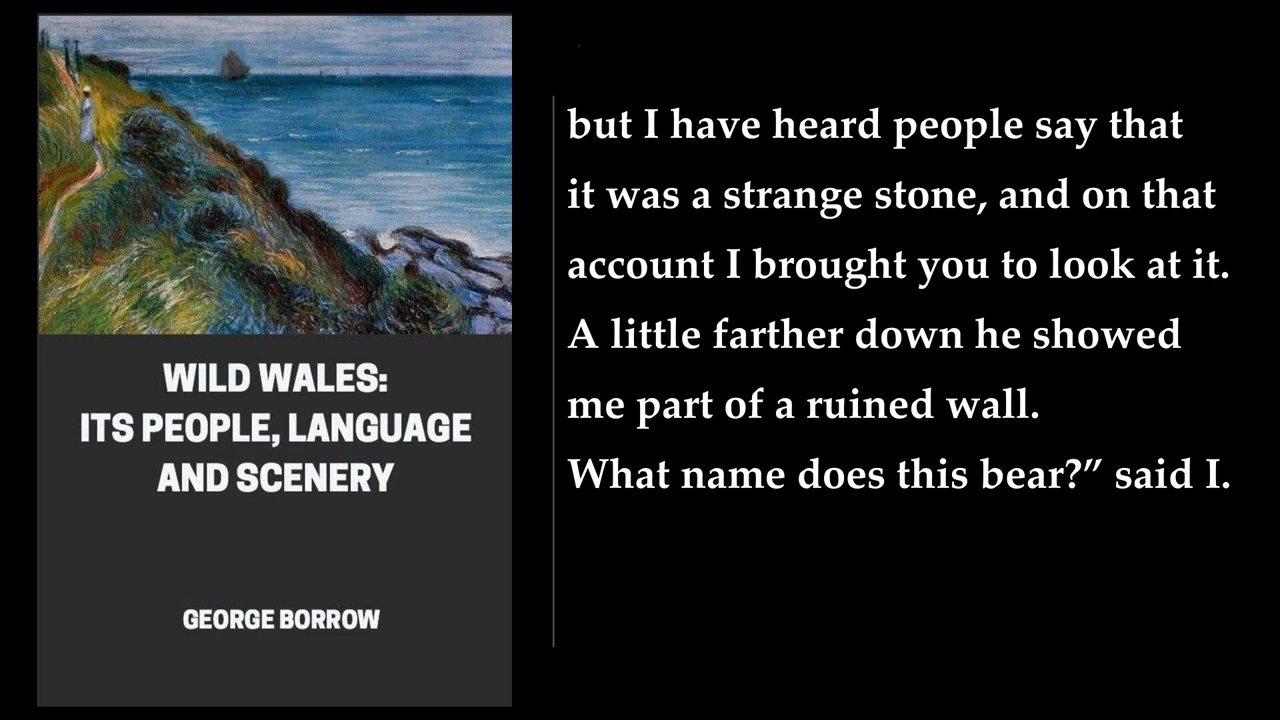 WILD WALES:
ITS PEOPLE, LANGUAGE
AND SCENERY
GEORGE BORROW
but I have heard people say that
it was a strange stone, and on that
account I brought you to look at it.
A little farther down he showed
me part of a ruined wall.
What name does this bear?” said I.